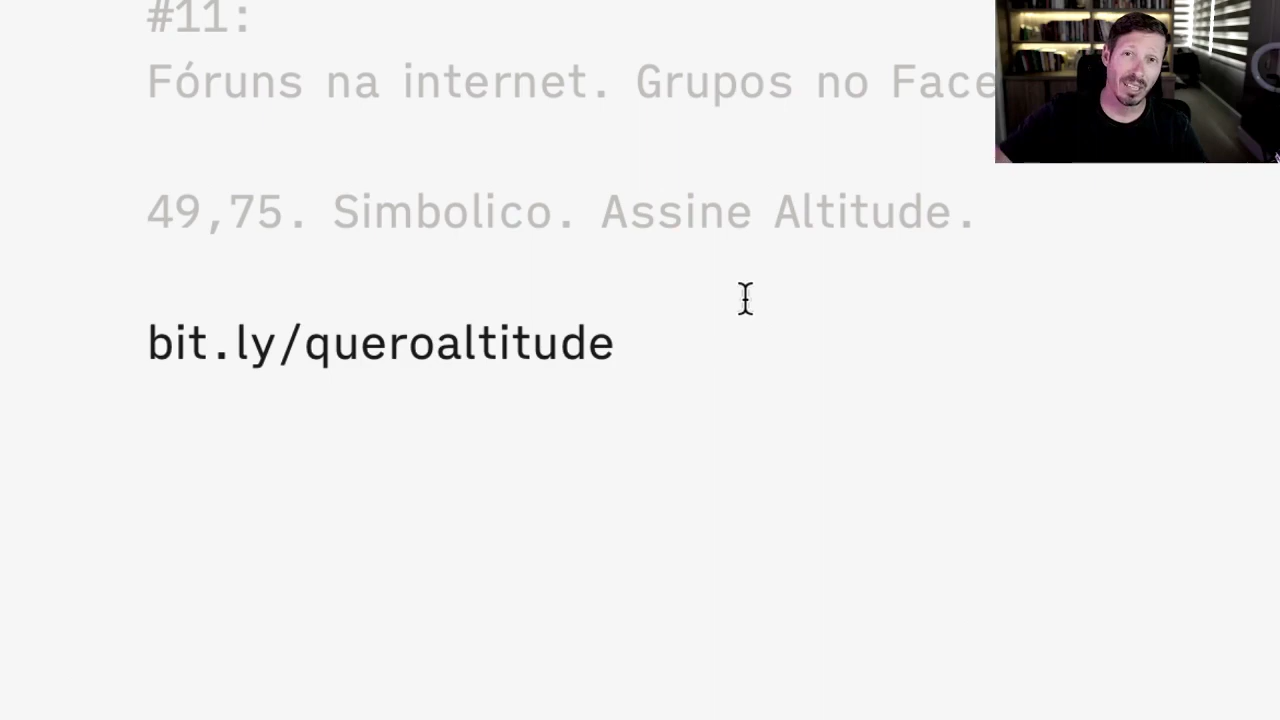 #11:
Fóruns na internet. Grupos no Face
49,75. Simbolico. Assine Altitude.
bit.ly/queroaltitude